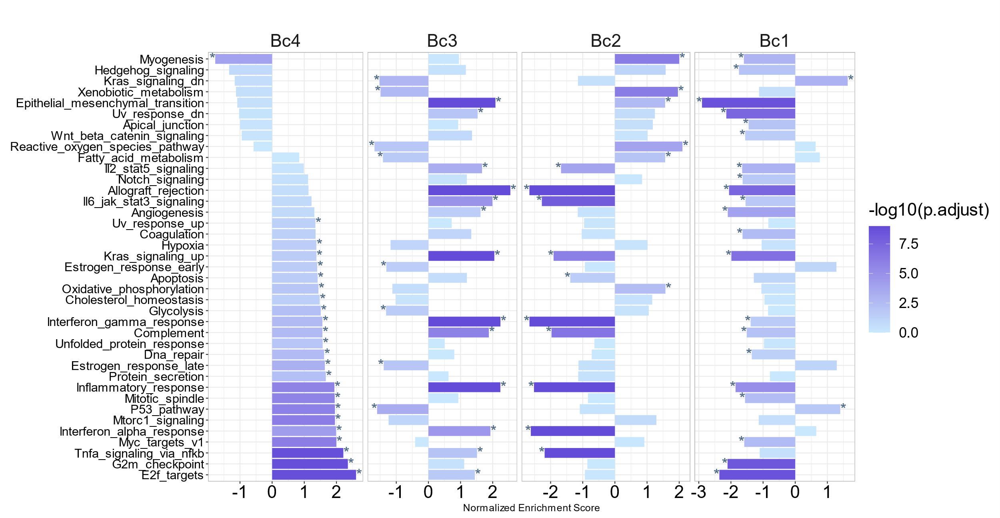 Bc4 Bc3 Bc2 Bc1
Myogenesis
Hedgehog_signaling
Kras_signaling_dn
Xenobiotic_metabolism
Epithelial_mesenchymal_transition
Uv_response_dn
Apical_junction
Wnt_beta_catenin_signaling
Reactive_oxygen_species_pathway
Fatty_acid_metabolism
Il2_stat5_signaling
Notch_signaling
Allograft_rejection
Il6_jak_stat3_signaling
Angiogenesis
Uv_response_up
Coagulation
Hypoxia
Kras_signaling_up
Estrogen_response_early
Apoptosis
Oxidative_phosphorylation
Cholesterol_homeostasis
Glycolysis
Interferon_gamma_response
Complement
Unfolded_protein_response
Dna_repair
Estrogen_response_late
Protein_secretion
Inflammatory_response
Mitotic_spindle
P53_pathway
Mtorc1_signaling
Interferon_alpha_response
Myc_targets_v1
Tnfa_signaling_via_nfkb
G2m_checkpoint
E2f_targets
-1 0 1 2 -1 0 1 2 -2 -1 0 1 2 -3 -2 -1 0 1
Normalized Enrichment Score
-log10(p.adjust)
7.5
5.0
2.5
0.0